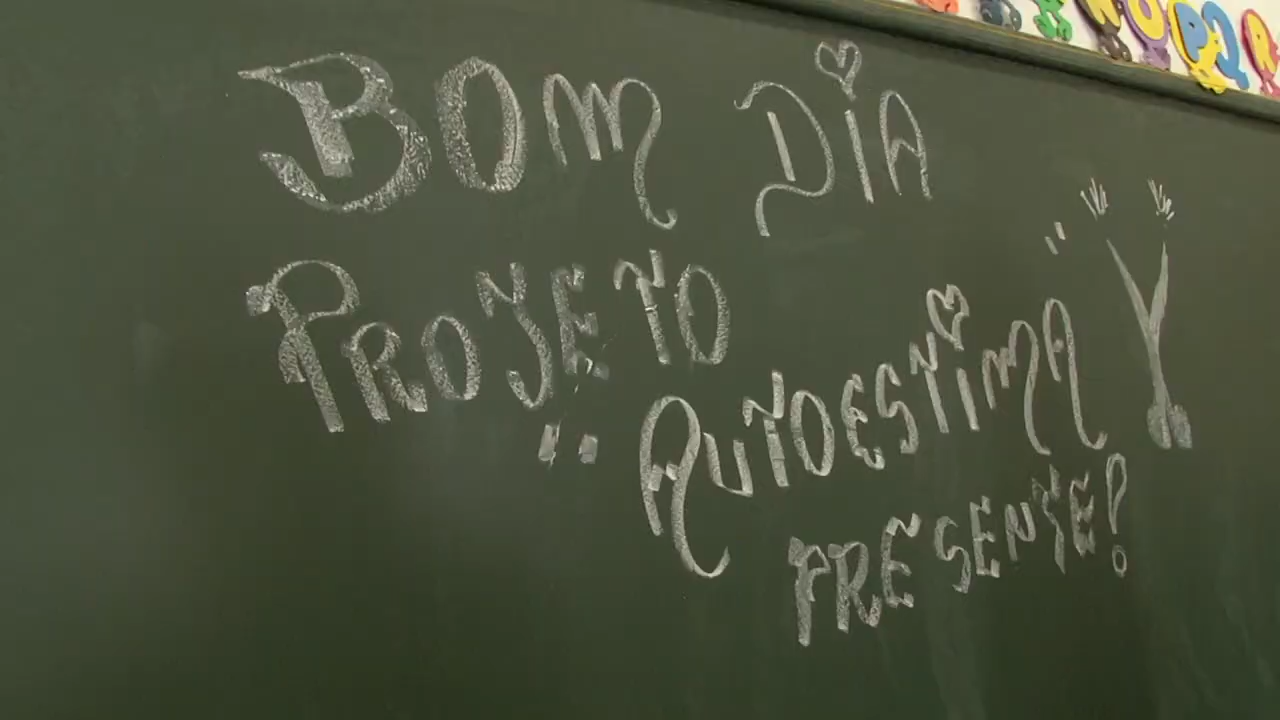 BOM DIA
PROJETO
"AUTOESTIMA"
PRESENTE!
N O P Q R